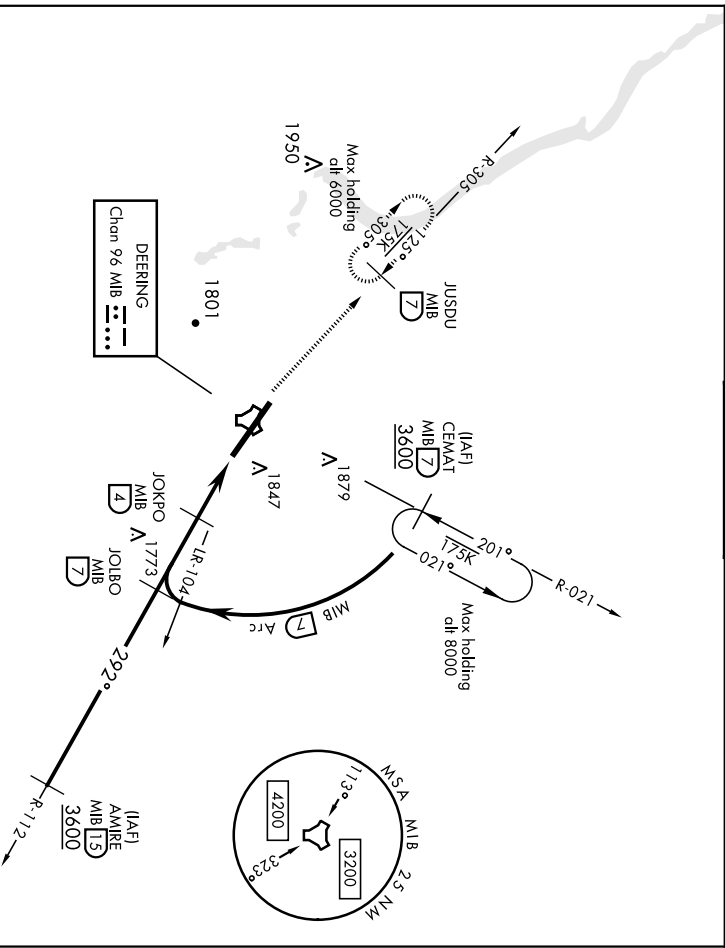 R-305
1950
Max holding
alt 6000
305°
175K
125°
JUSDU
MIB
7
DEERING
Chan 96 MIB
1801
(IAF)
CEMAT
MIB 7
3600
1879
1847
201°
175K
021°
R-021
Max holding
alt 8000
JOKPO
MIB
4
1773
JOLBO
MIB
7
LR-104
MIB 7 Arc
292°
(IAF)
AMIRE
MIB 15
3600
R-112
MSA MIB 25 NM
113°
4200
3200
323°